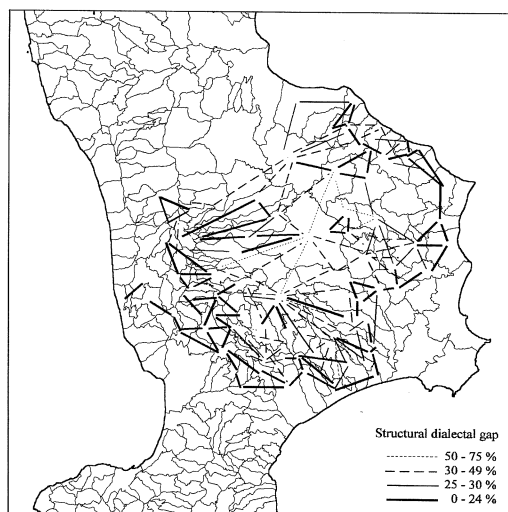 Structural dialectal gap
50 - 75 %
30 - 49 %
25 - 30 %
0 - 24 %